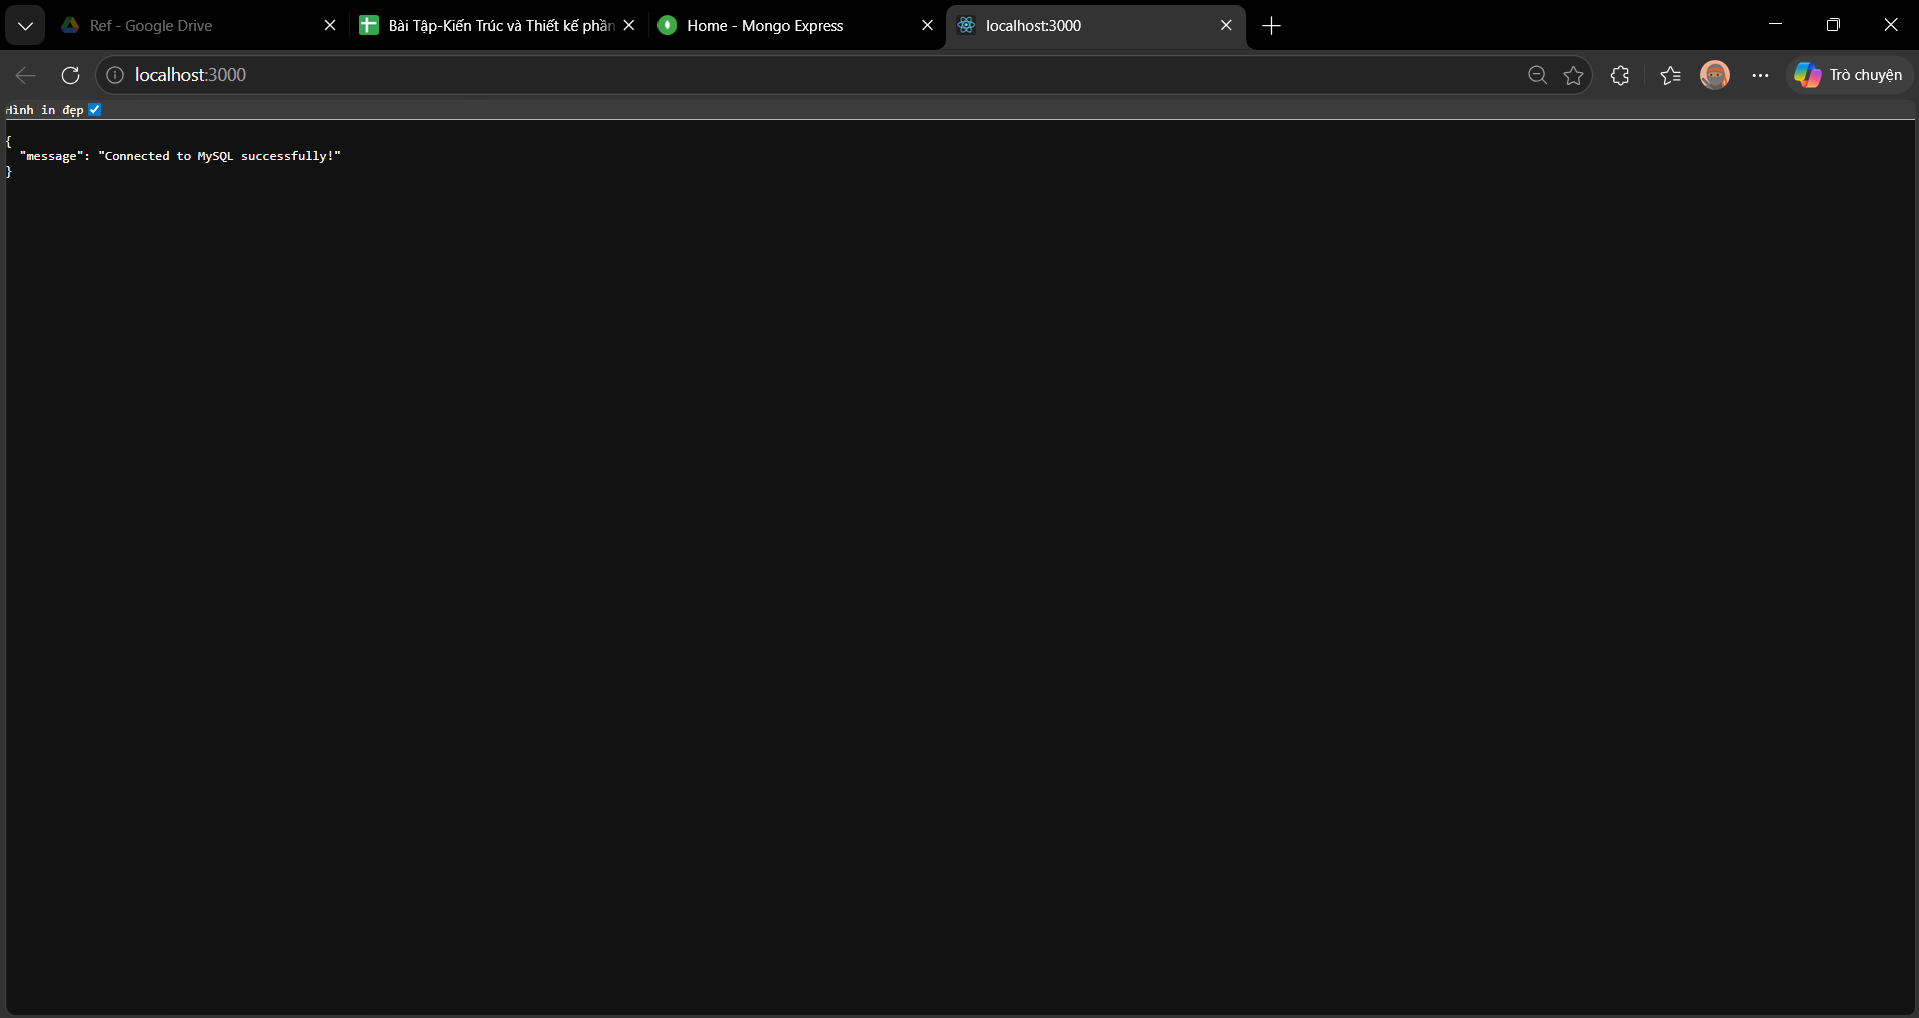 Ref - Google Drive
Bài Tập-Kiến Trúc và Thiết kế phần
Home - Mongo Express
localhost:3000
localhost:3000
Trò chuyện
Hình in đẹp
{
"message": "Connected to MySQL successfully!"
}